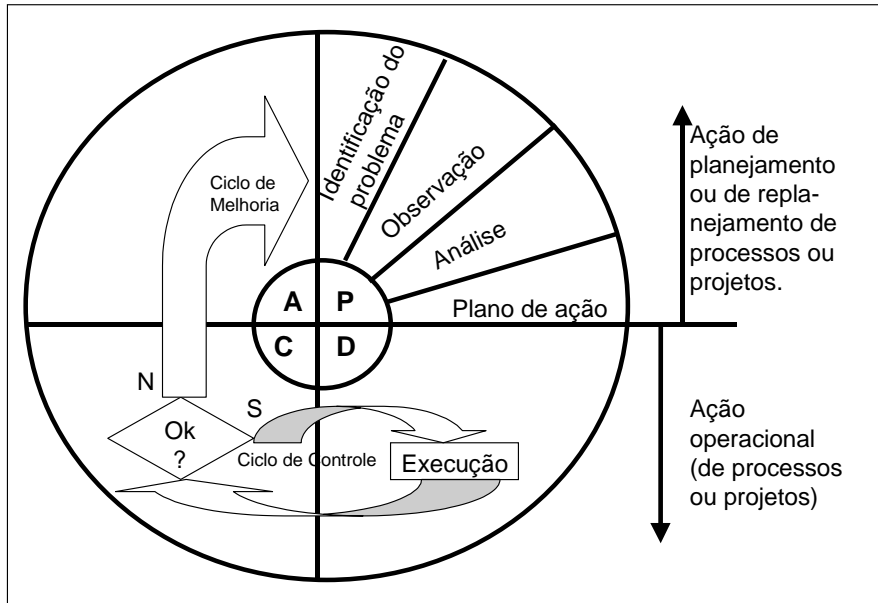 Identificação do
problema
Observação
Análise
Plano de ação
Ciclo de
Melhoria
A
P
C
D
N
S
Ok
?
Ciclo de Controle
Execução
Ação de
planejamento
ou de repla-
nejamento de
processos ou
projetos.
Ação
operacional
(de processos
ou projetos)